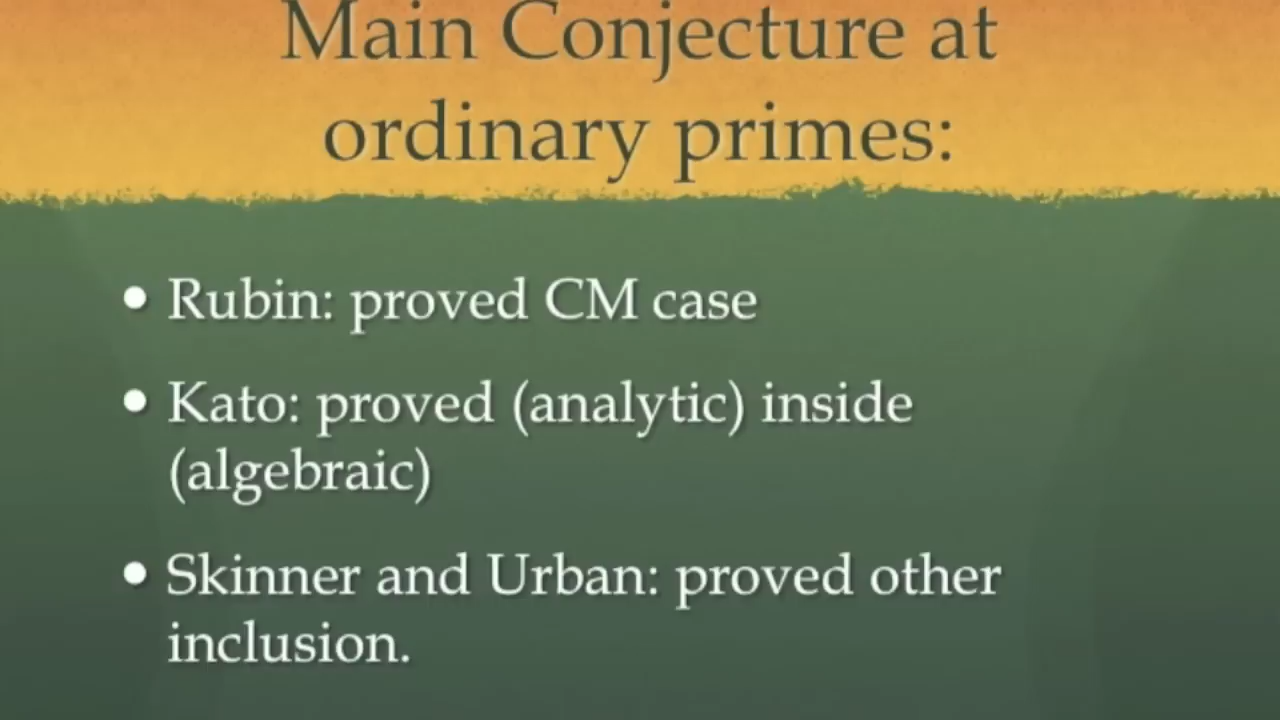 Main Conjecture at
ordinary primes:
• Rubin: proved CM case
• Kato: proved (analytic) inside
(algebraic)
• Skinner and Urban: proved other
inclusion.